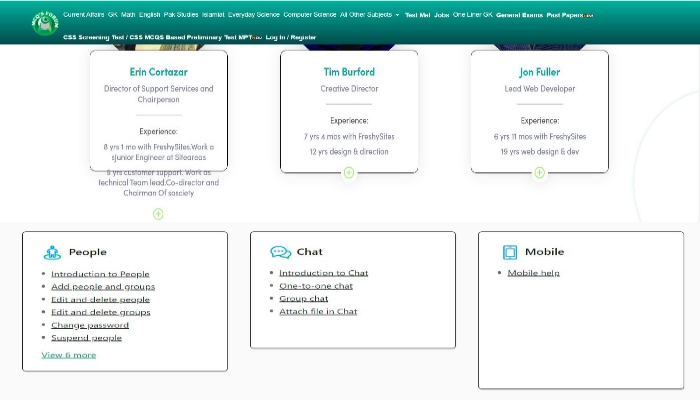 MCQ'S FORUM
Current Affairs GK Math English Pak Studies Islamiat Everyday Science Computer Science All Other Subjects Test Me! Jobs One Liner GK General Exams Past Papers
CSS Screening Test / CSS MCQS Based Preliminary Test MPT Log In / Register
Erin Cortazar
Director of Support Services and
Chairperson
Experience:
8 yrs 1 mo with FreshySites.Work a
sjunior Engineer at Siteareas
9 yrs customer support. Work as
technical Team lead.Co-director and
Chairman Of sosciety
Tim Burford
Creative Director
Experience:
7 yrs 4 mos with FreshySites
12 yrs design & direction
Jon Fuller
Lead Web Developer
Experience:
6 yrs 11 mos with FreshySites
19 yrs web design & dev
People
Introduction to People
Add people and groups
Edit and delete people
Edit and delete groups
Change password
Suspend people
View 6 more
Chat
Introduction to Chat
One-to-one chat
Group chat
Attach file in Chat
Mobile
Mobile help